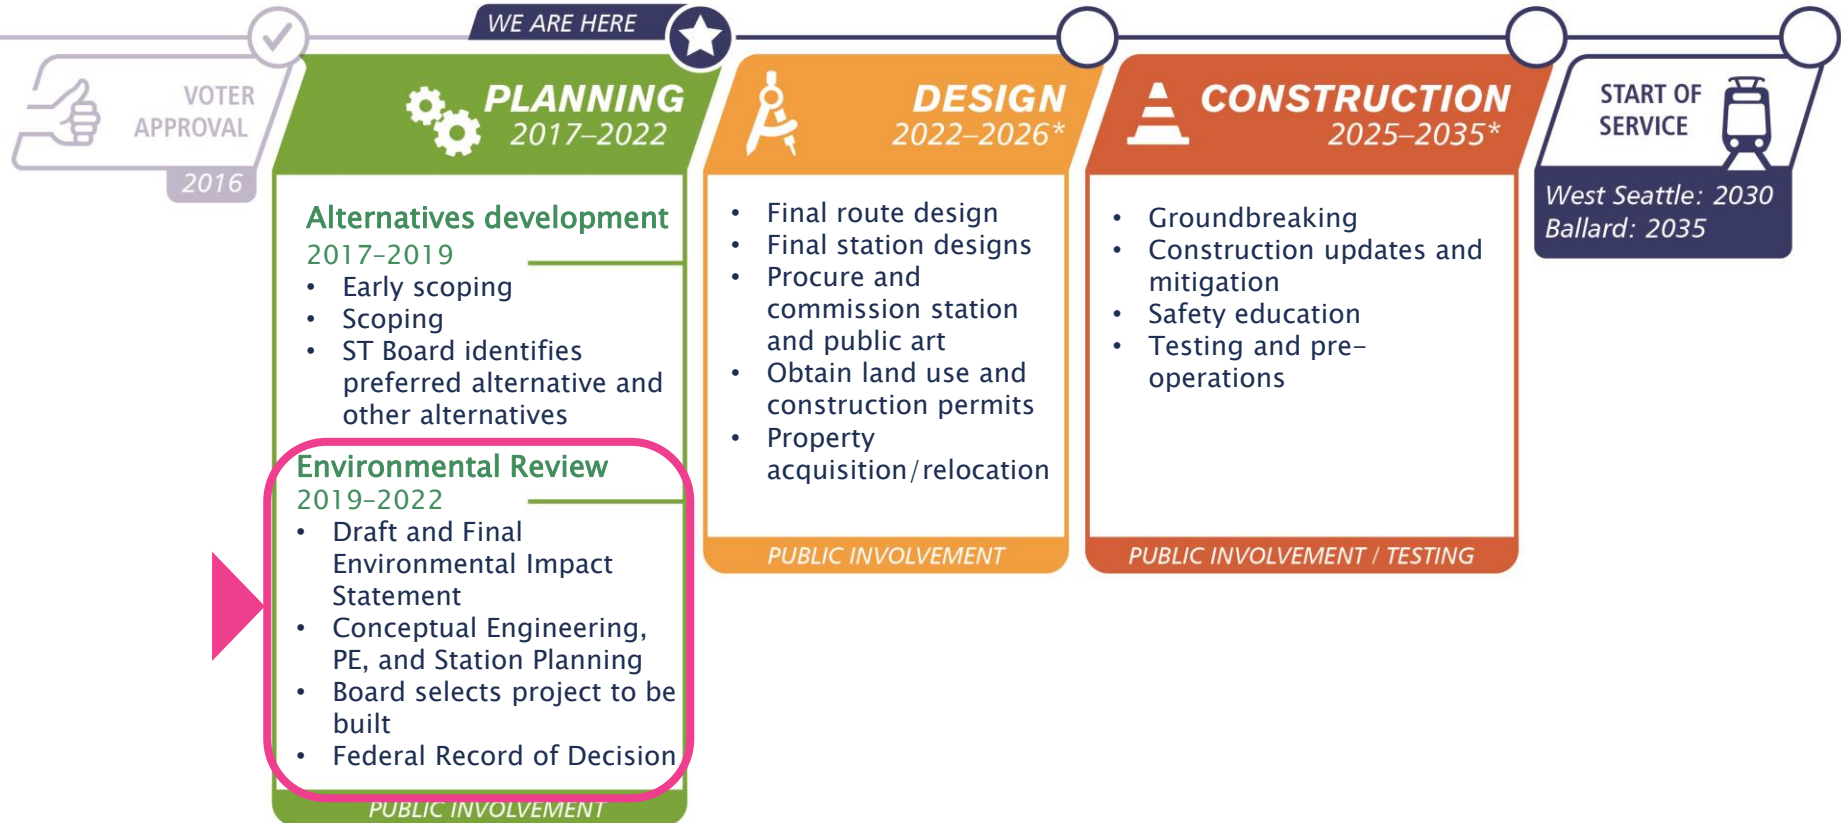 WE ARE HERE
VOTER
APPROVAL
2016
PLANNING
2017–2022
Alternatives development
2017–2019
• Early scoping
• Scoping
• ST Board identifies
preferred alternative and
other alternatives
Environmental Review
2019–2022
• Draft and Final
Environmental Impact
Statement
• Conceptual Engineering,
PE, and Station Planning
• Board selects project to be
built
• Federal Record of Decision
PUBLIC INVOLVEMENT
DESIGN
2022–2026*
• Final route design
• Final station designs
• Procure and
commission station
and public art
• Obtain land use and
construction permits
• Property
acquisition/relocation
PUBLIC INVOLVEMENT
CONSTRUCTION
2025–2035*
• Groundbreaking
• Construction updates and
mitigation
• Safety education
• Testing and pre-
operations
PUBLIC INVOLVEMENT / TESTING
START OF
SERVICE
West Seattle: 2030
Ballard: 2035